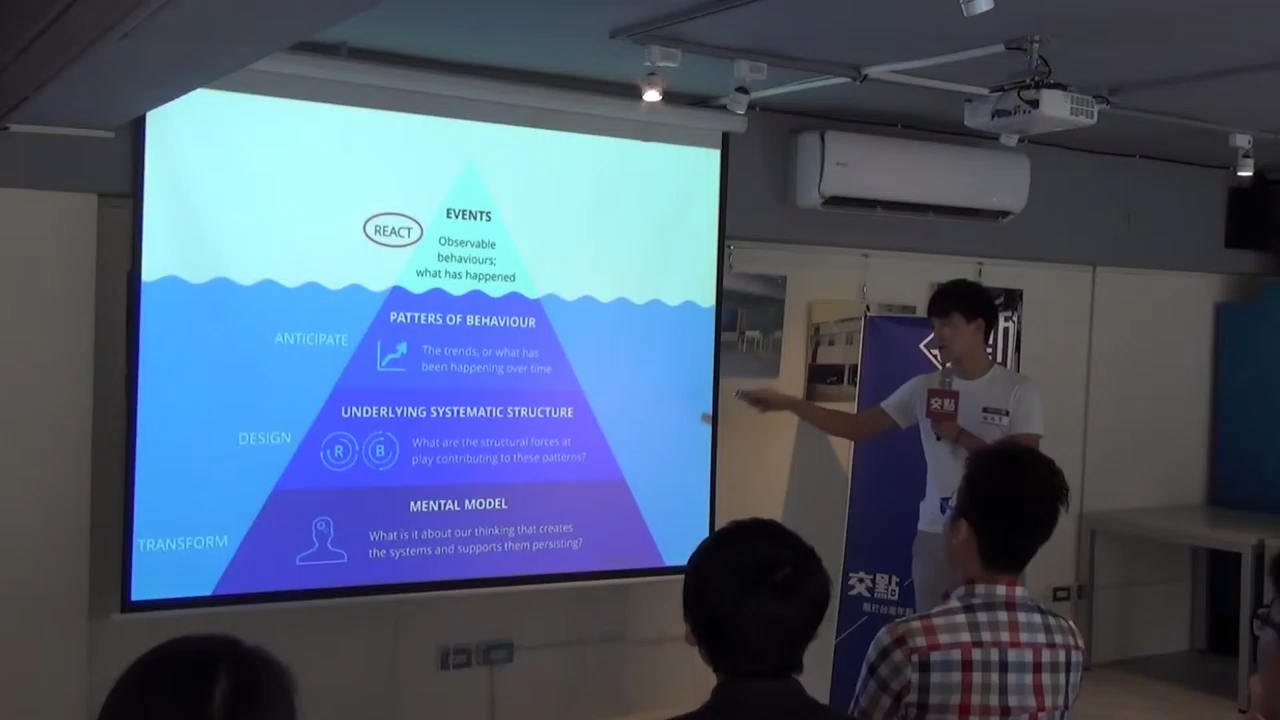 EVENTS
REACT
Observable
behaviours;
what has happened
PATTERS OF BEHAVIOUR
ANTICIPATE
The trends, or what has
been happening over time
UNDERLYING SYSTEMATIC STRUCTURE
DESIGN
R
B
What are the structural forces at
play contributing to these patterns?
MENTAL MODEL
TRANSFORM
What is it about our thinking that creates
the systems and supports them persisting?
交點
交點